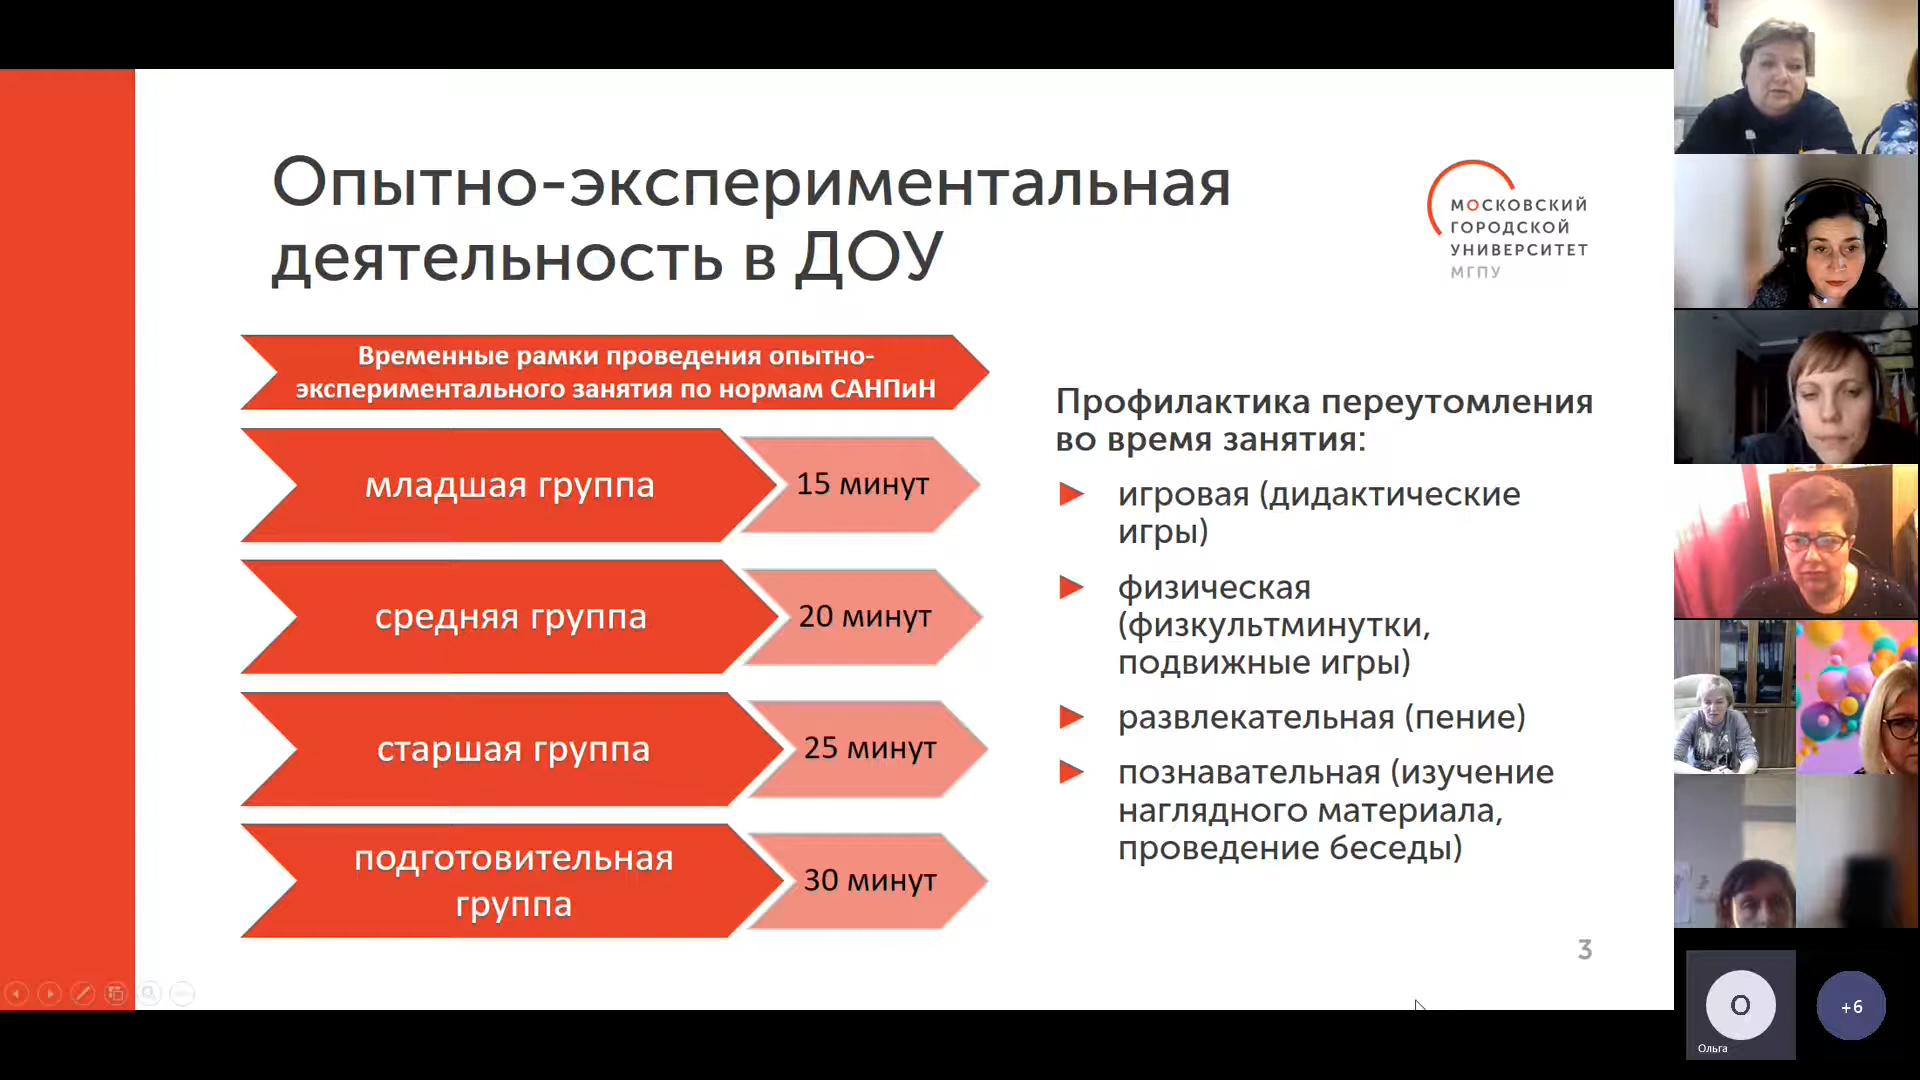 Опытно-экспериментальная
деятельность в ДОУ
МОСКОВСКИЙ
ГОРОДСКОЙ
УНИВЕРСИТЕТ
МГПУ
Временные рамки проведения опытно-
экспериментального занятия по нормам САНПиН
младшая группа
15 минут
средняя группа
20 минут
старшая группа
25 минут
подготовительная
группа
30 минут
Профилактика переутомления
во время занятия:
игровая (дидактические
игры)
физическая
(физкультминутки,
подвижные игры)
развлекательная (пение)
познавательная (изучение
наглядного материала,
проведение беседы)
3
О
Ольга
+6